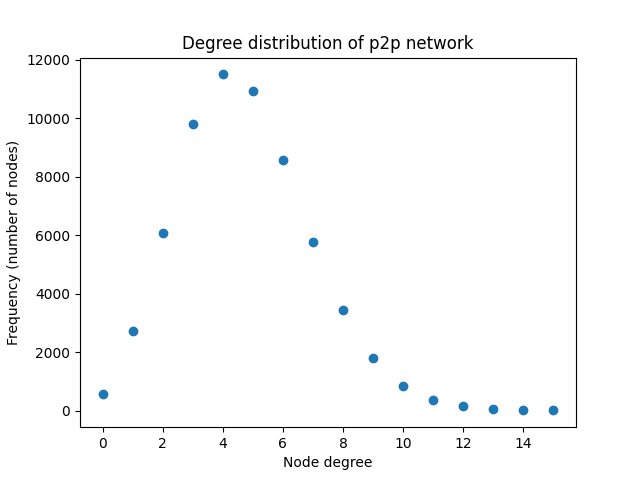 Degree distribution of p2p network
Frequency (number of nodes)
12000
10000
8000
6000
4000
2000
0
0 2 4 6 8 10 12 14
Node degree